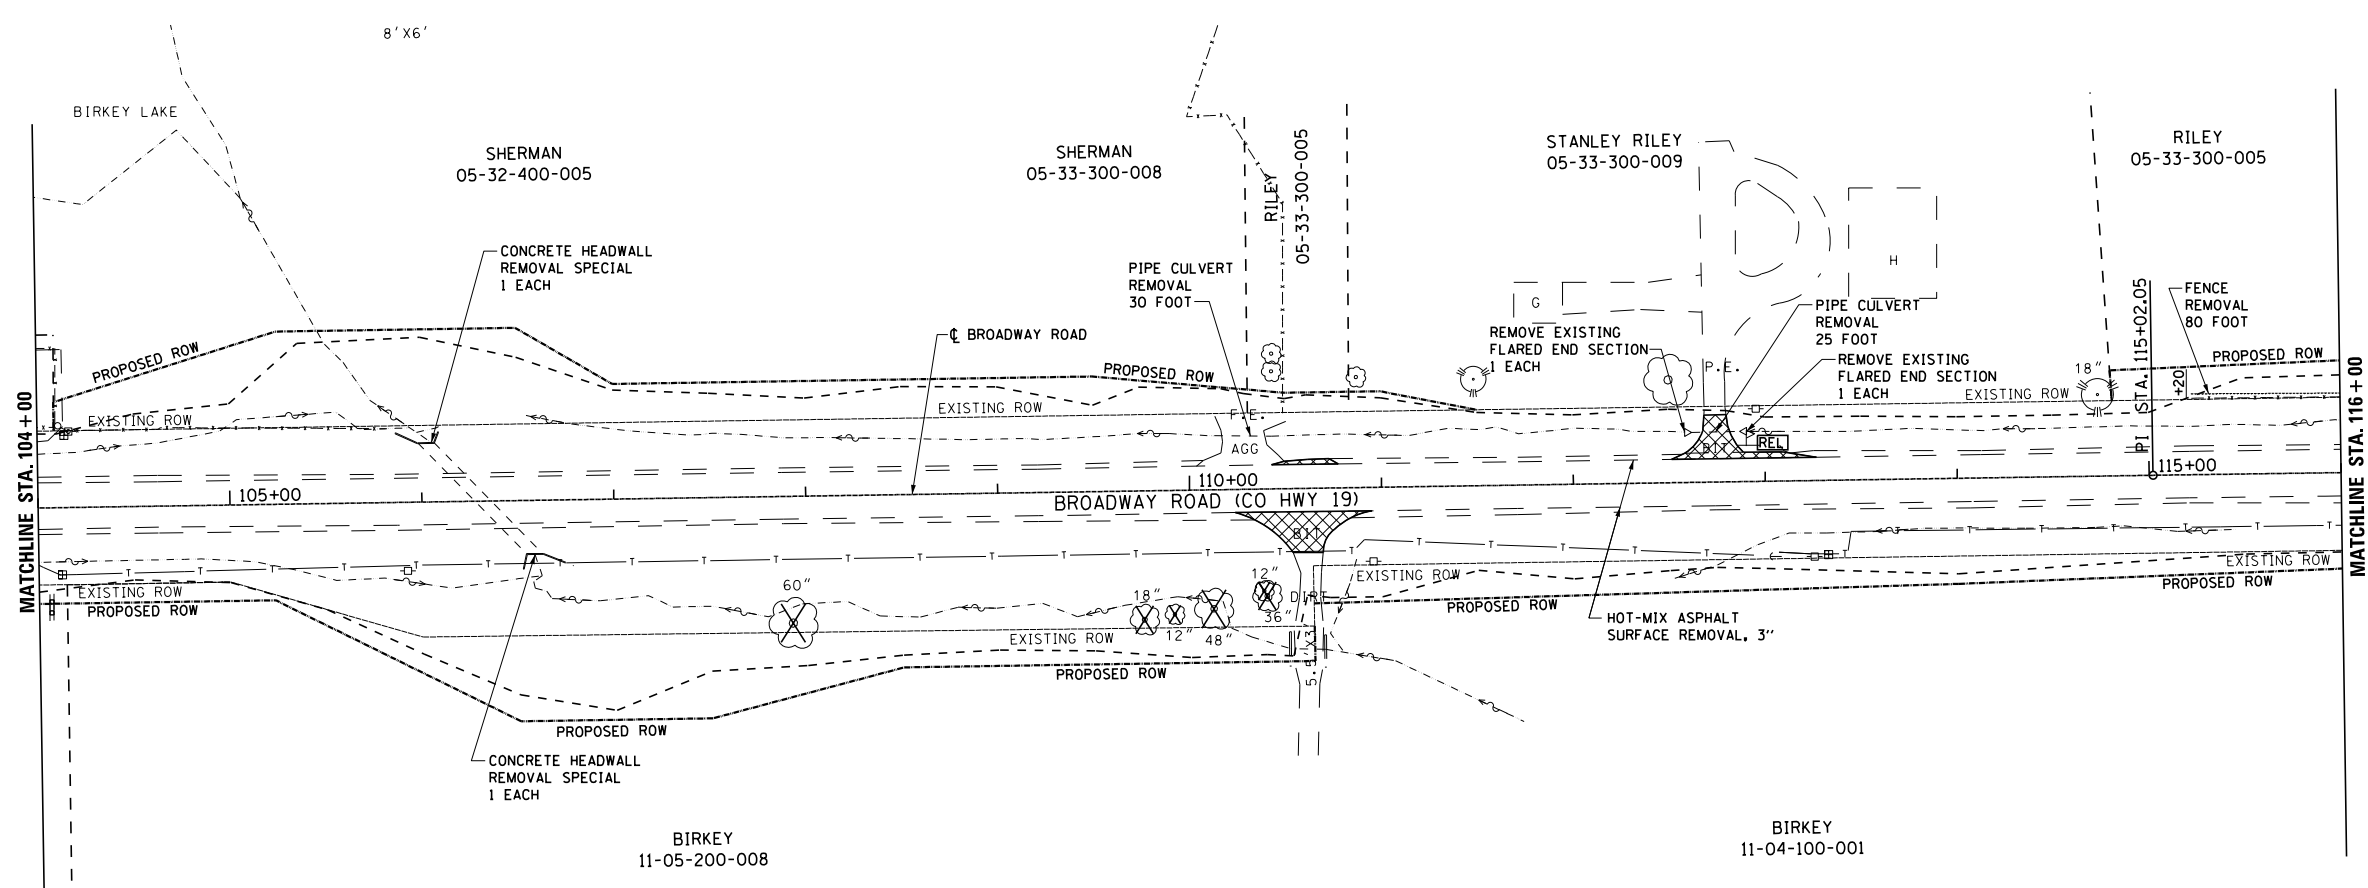 8'X6'
BIRKEY LAKE
SHERMAN
05-32-400-005
SHERMAN
05-33-300-008
RILEY
05-33-300-005
STANLEY RILEY
05-33-300-009
RILEY
05-33-300-005
CONCRETE HEADWALL
REMOVAL SPECIAL
1 EACH
PIPE CULVERT
REMOVAL
30 FOOT
℄ BROADWAY ROAD
G
H
REMOVE EXISTING
FLARED END SECTION
1 EACH
PIPE CULVERT
REMOVAL
25 FOOT
REMOVE EXISTING
FLARED END SECTION
1 EACH
PI STA. 115+02.05
FENCE
REMOVAL
80 FOOT
+20
18"
PROPOSED ROW
PROPOSED ROW
PROPOSED ROW
EXISTING ROW
EXISTING ROW
EXISTING ROW
P.E.
F.E.
AGG
BIT
REL
MATCHLINE STA. 104+00
MATCHLINE STA. 116+00
105+00
110+00
115+00
BROADWAY ROAD (CO HWY 19)
BIT
T T T T T T T T T T T T T T T T T T T T T T T T T T T T T T T
EXISTING ROW
PROPOSED ROW
60"
18"
12"
48"
12"
36"
DIRT
5.5'X3'
EXISTING ROW
PROPOSED ROW
EXISTING ROW
PROPOSED ROW
EXISTING ROW
PROPOSED ROW
PROPOSED ROW
HOT-MIX ASPHALT
SURFACE REMOVAL, 3"
CONCRETE HEADWALL
REMOVAL SPECIAL
1 EACH
BIRKEY
11-05-200-008
BIRKEY
11-04-100-001